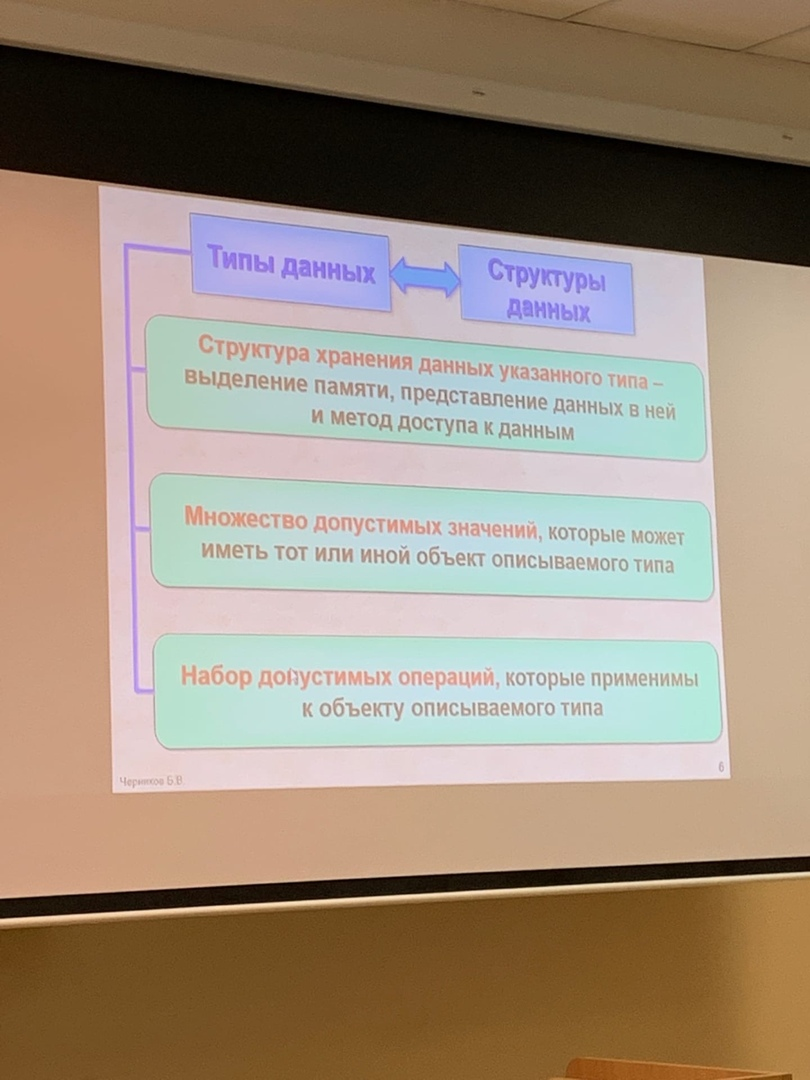 Типы данных
Структуры
данных
Структура хранения данных указанного типа –
выделение памяти, представление данных в ней
и метод доступа к данным
Множество допустимых значений, которые может
иметь тот или иной объект описываемого типа
Набор допустимых операций, которые применимы
к объекту описываемого типа
Черников Б.В.
6